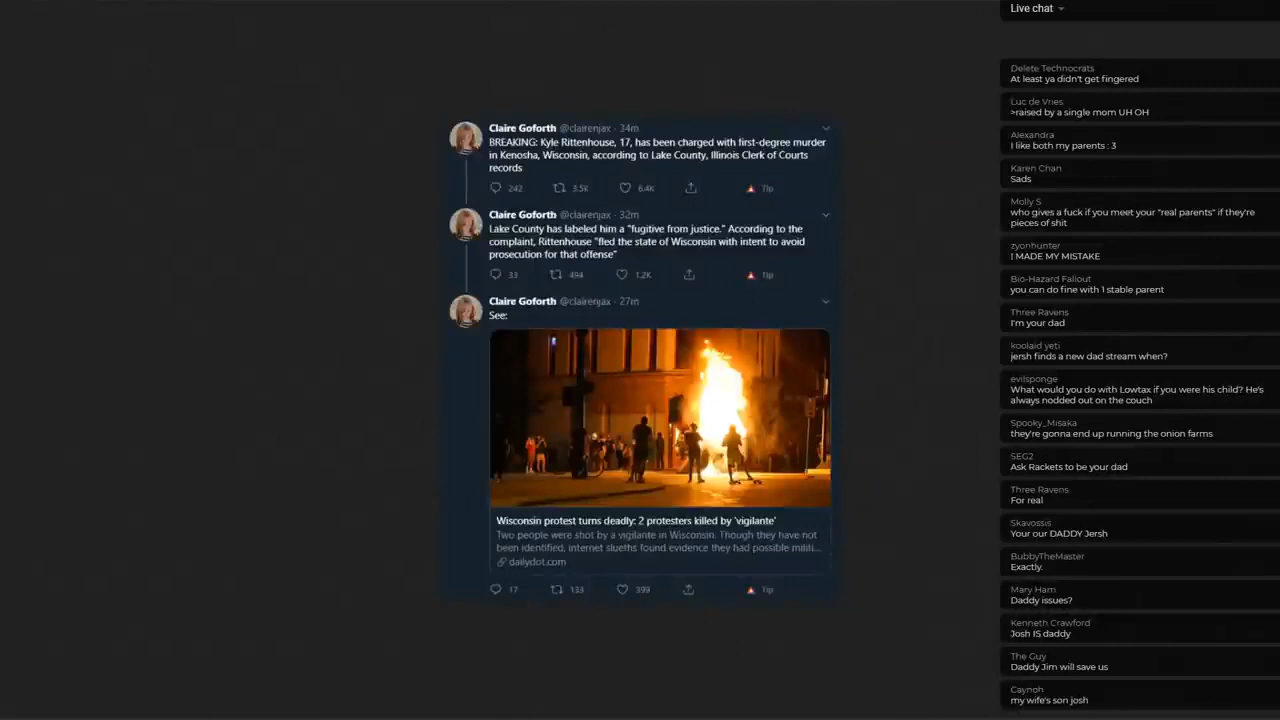 Claire Goforth @clairenjax · 34m
BREAKING: Kyle Rittenhouse, 17, has been charged with first-degree murder
in Kenosha, Wisconsin, according to Lake County, Illinois Clerk of Courts
records
242 3.5K 6.4K Tip
Claire Goforth @clairenjax · 32m
Lake County has labeled him a "fugitive from justice." According to the
complaint, Rittenhouse "fled the state of Wisconsin with intent to avoid
prosecution for that offense"
33 494 1.2K Tip
Claire Goforth @clairenjax · 27m
See:
Wisconsin protest turns deadly: 2 protesters killed by 'vigilante'
Two people were shot by a vigilante in Wisconsin. Though they have not
been identified, internet slueths found evidence they had possible militi...
dailydot.com
17 133 399 Tip
Live chat
Delete Technocrats
At least ya didn't get fingered
Luc de Vries
>raised by a single mom UH OH
Alexandra
I like both my parents : 3
Karen Chan
Sads
Molly S
who gives a fuck if you meet your "real parents" if they're
pieces of shit
zyonhunter
I MADE MY MISTAKE
Bio-Hazard Fallout
you can do fine with 1 stable parent
Three Ravens
I'm your dad
koolaid yeti
jersh finds a new dad stream when?
evilsponge
What would you do with Lowtax if you were his child? He's
always nodded out on the couch
Spooky_Misaka
they're gonna end up running the onion farms
SEG2
Ask Rackets to be your dad
Three Ravens
For real
Skavossis
Your our DADDY Jersh
BubbyTheMaster
Exactly.
Mary Ham
Daddy issues?
Kenneth Crawford
Josh IS daddy
The Guy
Daddy Jim will save us
Caynoh
my wife's son josh